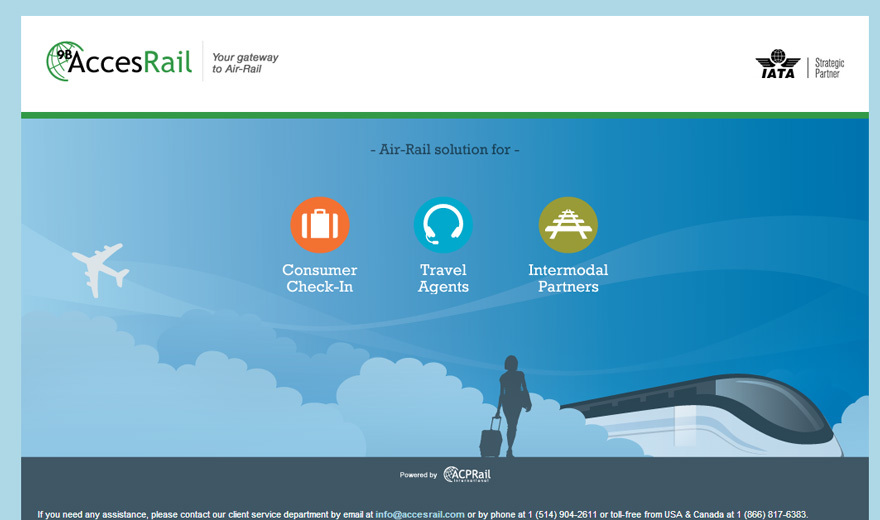 9B AccesRail
Your gateway
to Air-Rail
IATA
Strategic
Partner
- Air-Rail solution for -
Consumer
Check-In
Travel
Agents
Intermodal
Partners
Powered by ACPRail
International
If you need any assistance, please contact our client service department by email at info@accesrail.com or by phone at 1 (514) 904-2611 or toll-free from USA & Canada at 1 (866) 817-6383.